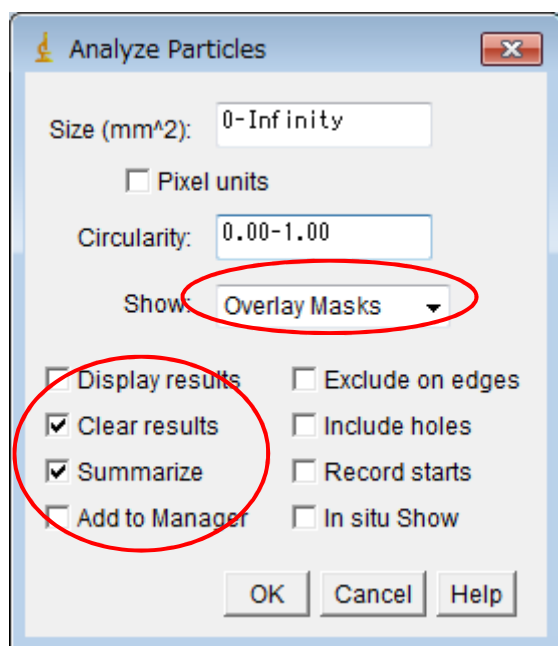 Analyze Particles
Size (mm^2): 0-Infinity
Pixel units
Circularity: 0.00-1.00
Show: Overlay Masks
Display results Exclude on edges
Clear results Include holes
Summarize Record starts
Add to Manager In situ Show
OK Cancel Help